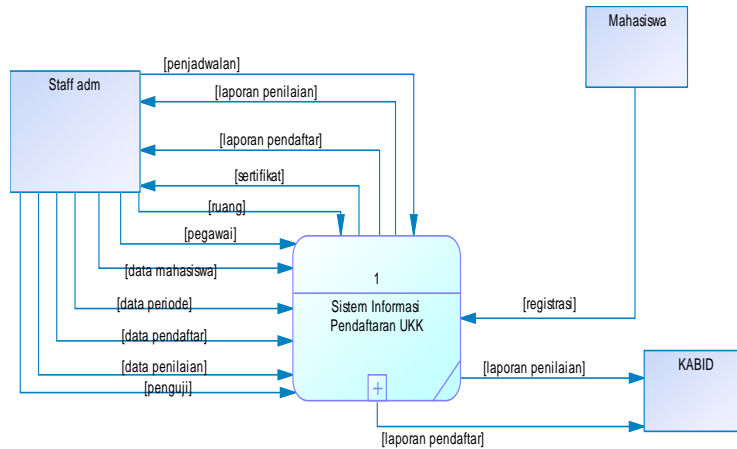 Mahasiswa
[penjadwalan]
Staff adm
[laporan penilaian]
[laporan pendaftar]
[sertifikat]
[ruang]
[pegawai]
[data mahasiswa]
1
[data periode]
Sistem Informasi
Pendaftaran UKK
[registrasi]
[data pendaftar]
[data penilaian]
[laporan penilaian]
KABID
[penguji]
[laporan pendaftar]